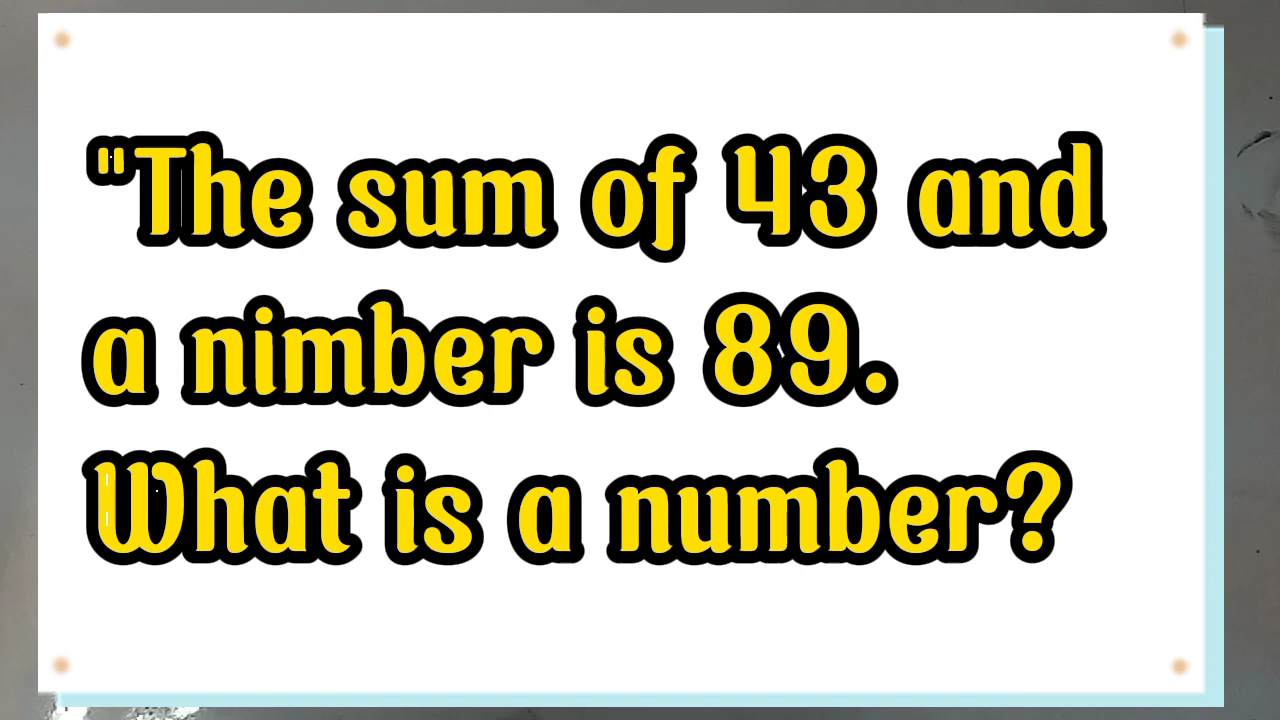 "The sum of 43 and
a nimber is 89.
What is a number?